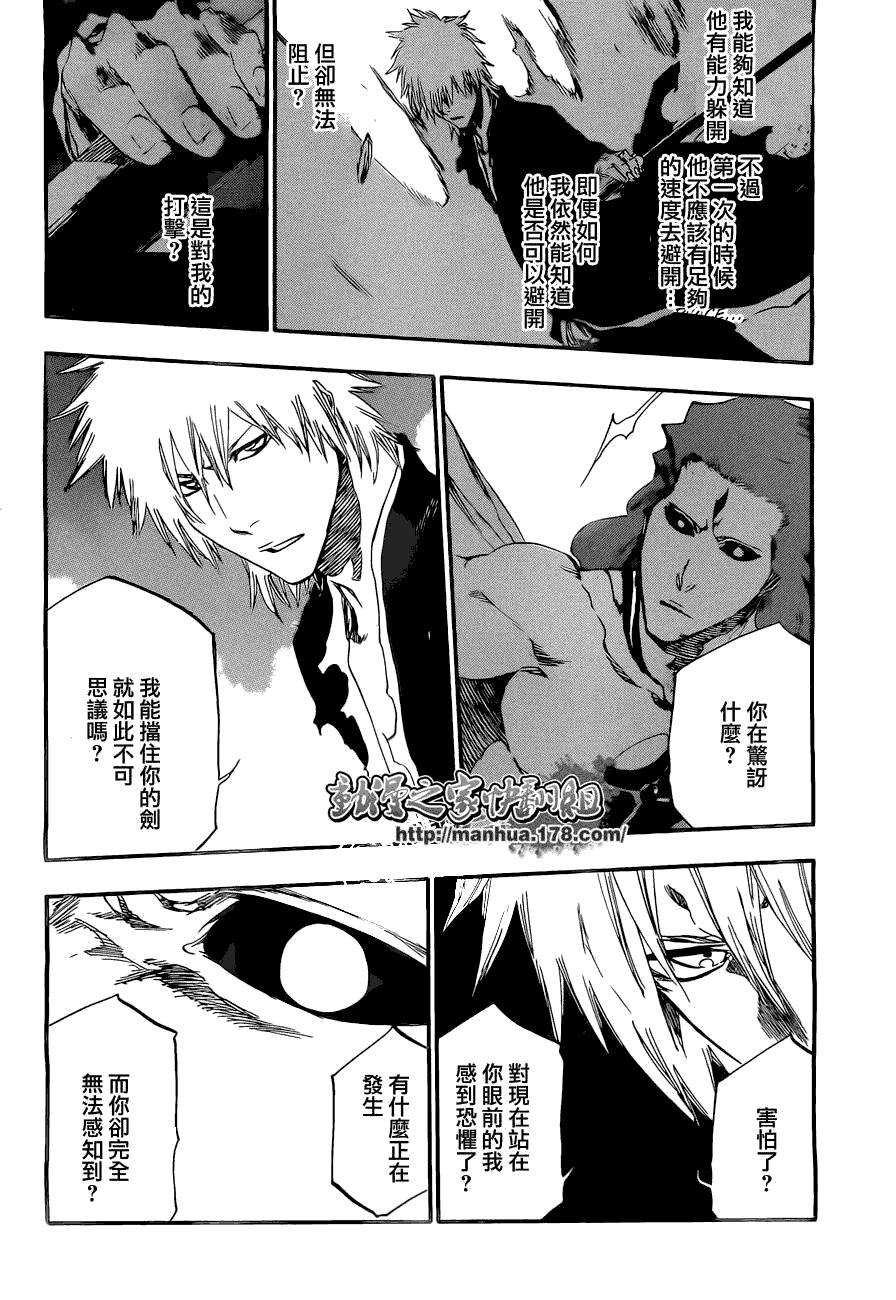 我能夠知道
他有能力躲開
不過
第一次的時候
他不應該有足夠
的速度去避開…
即便如何
我依然能知道
他是否可以避開
但卻無法
阻止？
這是對我的
打擊？
你在驚訝
什麼？
我能擋住你的劍
就如此不可
思議嗎？
動漫之家快翻組
http://manhua.178.com/
害怕了？
對現在站在
你眼前的我
感到恐懼了？
有什麼正在
發生
而你卻完全
無法感知到？